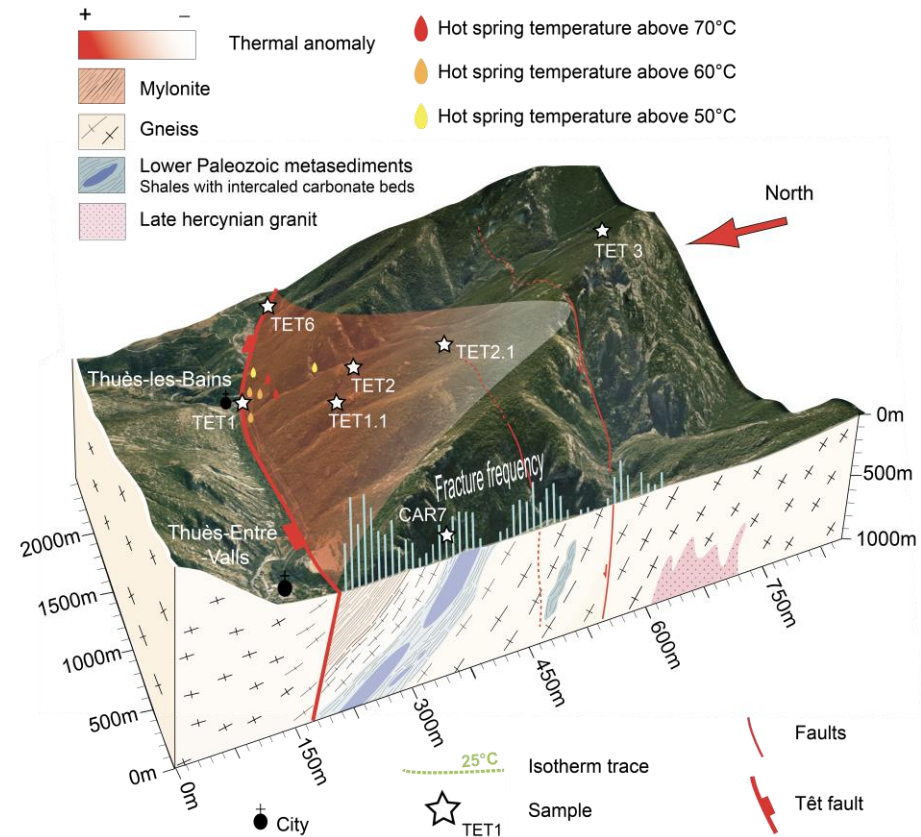 +
–
Thermal anomaly
Mylonite
Gneiss
Lower Paleozoic metasediments
Shales with intercaled carbonate beds
Late hercynian granit
Hot spring temperature above 70°C
Hot spring temperature above 60°C
Hot spring temperature above 50°C
North
TET 3
TET6
TET2.1
Thuès-les-Bains
TET2
TET1
TET1.1
Fracture frequency
CAR7
Thuès-Entre
Valls
0m
500m
1000m
2000m
1500m
1000m
500m
0m
0m
150m
300m
450m
600m
750m
25°C
Isotherm trace
Faults
City
Sample
TET1
Têt fault